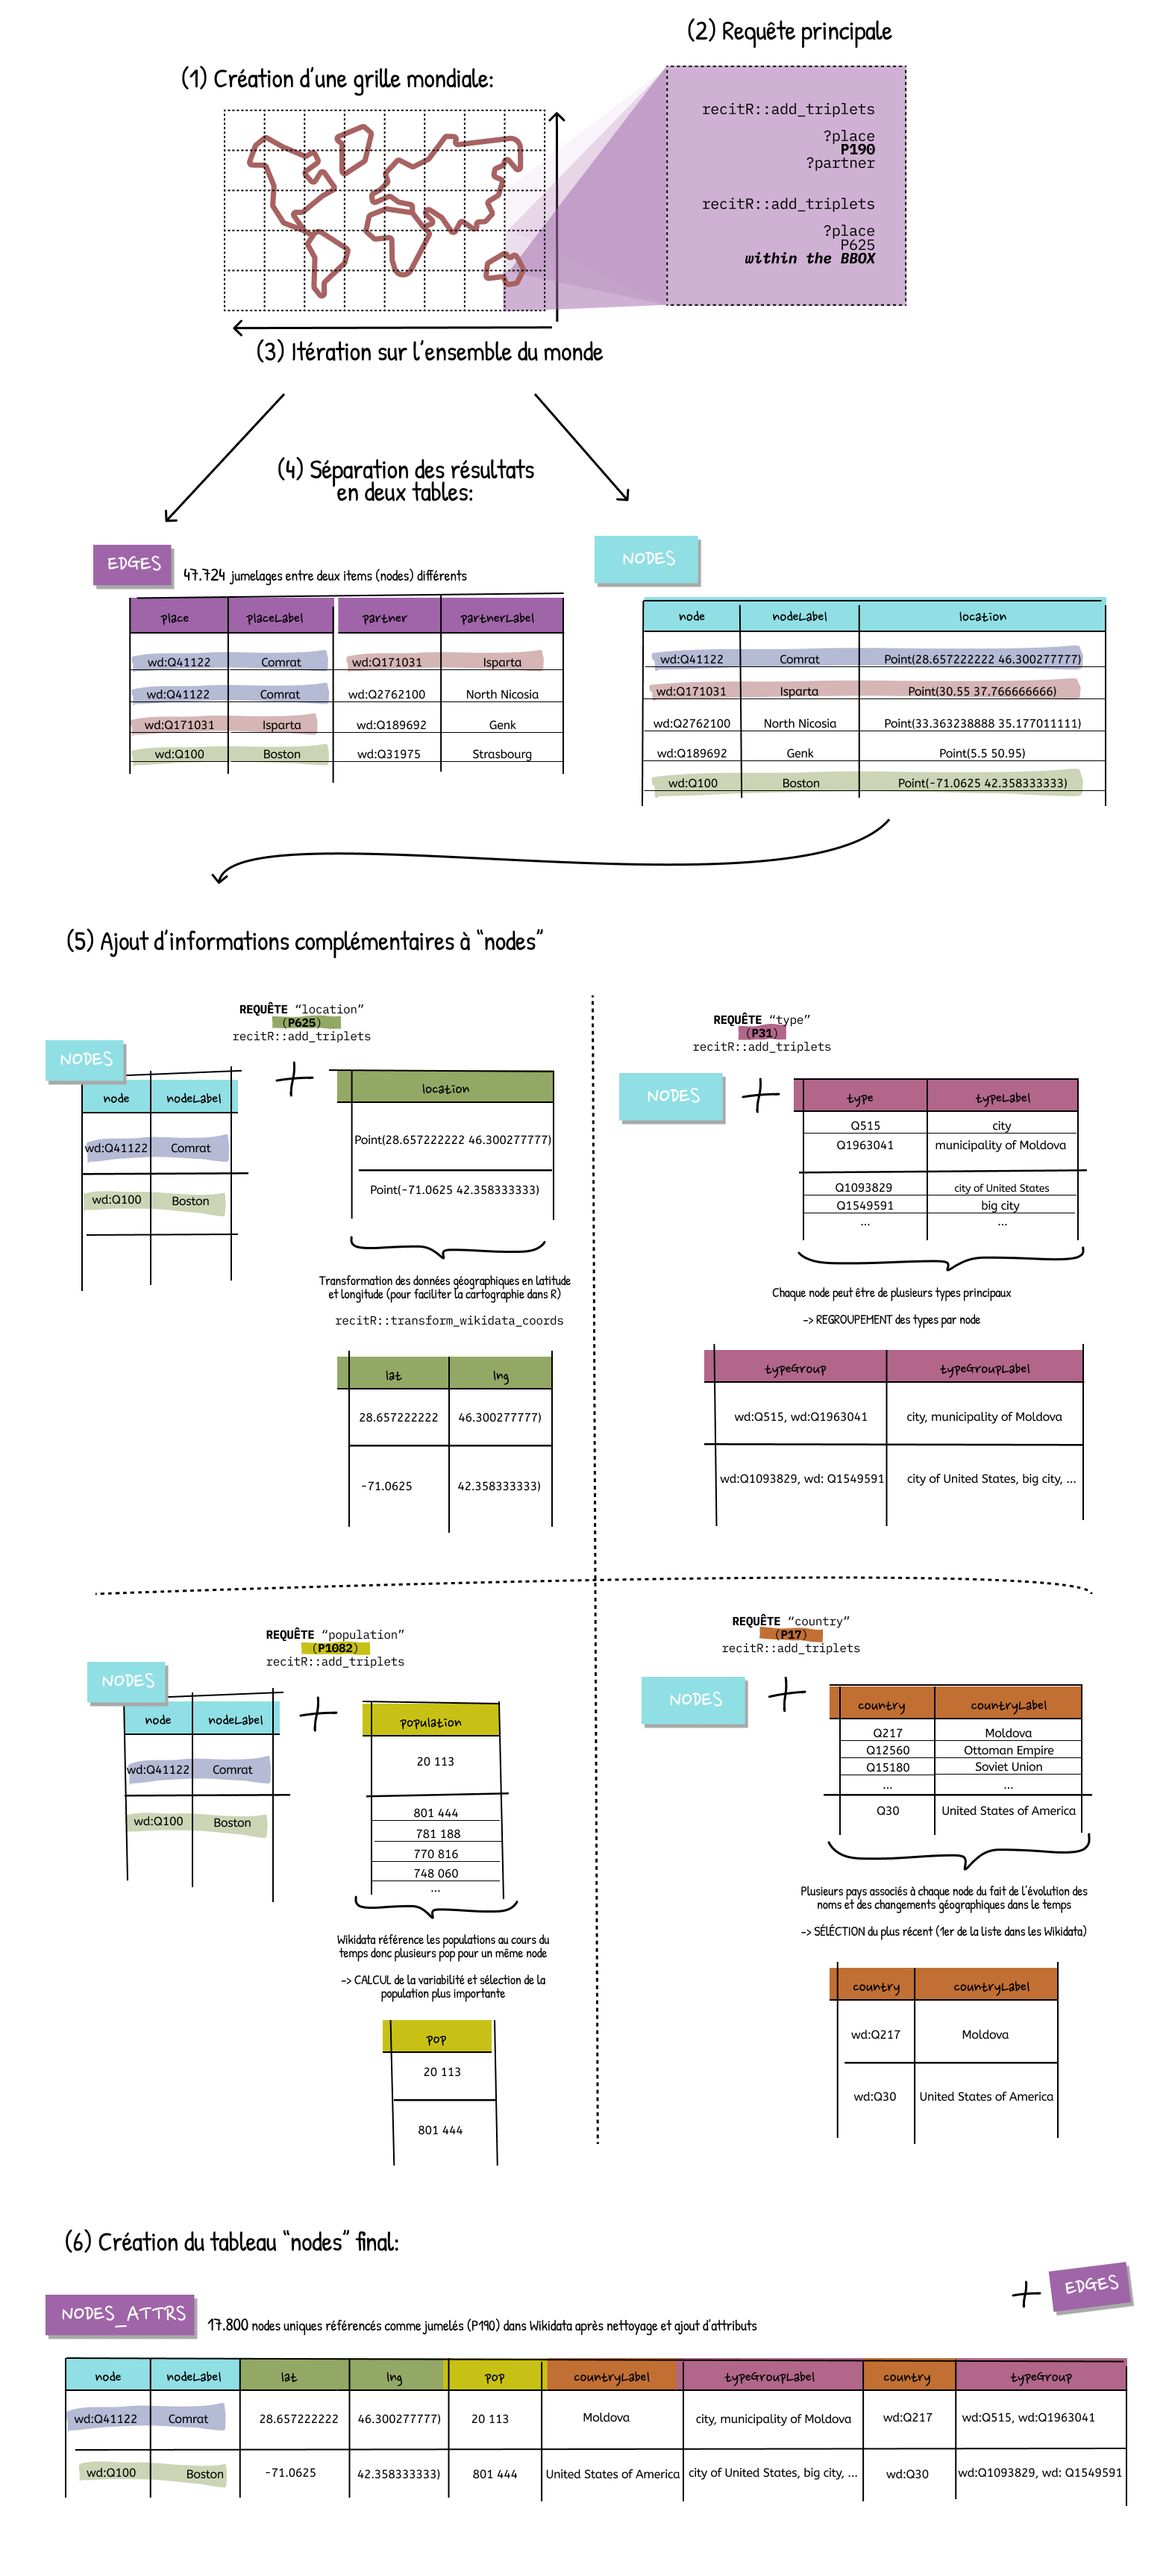 (2) Requête principale
(1) Création d'une grille mondiale:
recitR::add_triplets
?place
P190
?partner
recitR::add_triplets
?place
P625
within the BBOX
(3) Itération sur l'ensemble du monde
(4) Séparation des résultats
en deux tables:
EDGES
47.724 jumelages entre deux items (nodes) différents
place placeLabel partner partnerLabel
wd:Q41122 Comrat wd:Q171031 Isparta
wd:Q41122 Comrat wd:Q2762100 North Nicosia
wd:Q171031 Isparta wd:Q189692 Genk
wd:Q100 Boston wd:Q31975 Strasbourg
NODES
node nodeLabel location
wd:Q41122 Comrat Point(28.657222222 46.300277777)
wd:Q171031 Isparta Point(30.55 37.766666666)
wd:Q2762100 North Nicosia Point(33.363238888 35.177011111)
wd:Q189692 Genk Point(5.5 50.95)
wd:Q100 Boston Point(-71.0625 42.358333333)
(5) Ajout d'informations complémentaires à "nodes"
REQUÊTE "location"
(P625)
recitR::add_triplets
NODES
node nodeLabel
wd:Q41122 Comrat
wd:Q100 Boston
+
location
Point(28.657222222 46.300277777)
Point(-71.0625 42.358333333)
Transformation des données géographiques en latitude
et longitude (pour faciliter la cartographie dans R)
recitR::transform_wikidata_coords
lat lng
28.657222222 46.300277777)
-71.0625 42.358333333)
REQUÊTE "type"
(P31)
recitR::add_triplets
NODES
+
type typeLabel
Q515 city
Q1963041 municipality of Moldova
Q1093829 city of United States
Q1549591 big city
... ...
Chaque node peut être de plusieurs types principaux
-> REGROUPEMENT des types par node
typeGroup typeGroupLabel
wd:Q515, wd:Q1963041 city, municipality of Moldova
wd:Q1093829, wd: Q1549591 city of United States, big city, ...
REQUÊTE "population"
(P1082)
recitR::add_triplets
NODES
node nodeLabel
wd:Q41122 Comrat
wd:Q100 Boston
+
population
20 113
801 444
781 188
770 816
748 060
...
Wikidata référence les populations au cours du
temps donc plusieurs pop pour un même node
-> CALCUL de la variabilité et sélection de la
population plus importante
pop
20 113
801 444
REQUÊTE "country"
(P17)
recitR::add_triplets
NODES
+
country countryLabel
Q217 Moldova
Q12560 Ottoman Empire
Q15180 Soviet Union
... ...
Q30 United States of America
Plusieurs pays associés à chaque node du fait de l'évolution des
noms et des changements géographiques dans le temps
-> SÉLÉCTION du plus récent (1er de la liste dans les Wikidata)
country countryLabel
wd:Q217 Moldova
wd:Q30 United States of America
(6) Création du tableau "nodes" final:
+ EDGES
NODES_ATTRS
17.800 nodes uniques référencés comme jumelés (P190) dans Wikidata après nettoyage et ajout d'attributs
node nodeLabel lat lng pop countryLabel typeGroupLabel country typeGroup
wd:Q41122 Comrat 28.657222222 46.300277777) 20 113 Moldova city, municipality of Moldova wd:Q217 wd:Q515, wd:Q1963041
wd:Q100 Boston -71.0625 42.358333333) 801 444 United States of America city of United States, big city, ... wd:Q30 wd:Q1093829, wd: Q1549591